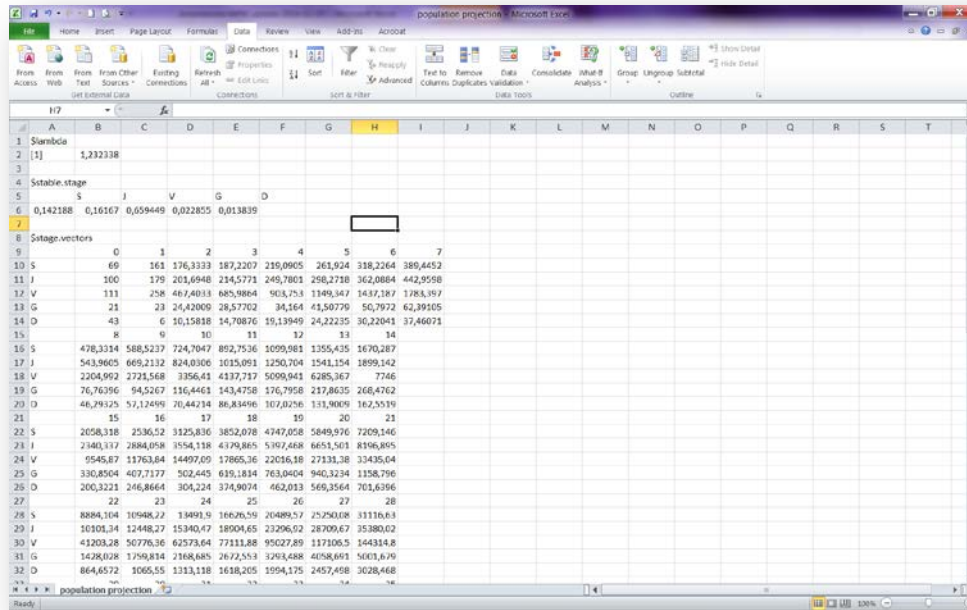 population projection - Microsoft Excel
File Home Insert Page Layout Formulas Data Review View Add-Ins Acrobat
From Access From Web From Text From Other Sources Existing Connections Refresh All Connections Properties Edit Links Sort Filter Clear Reapply Advanced Text to Columns Remove Duplicates Data Validation Consolidate What-If Analysis Group Ungroup Subtotal Show Detail Hide Detail
Get External Data Connections Sort & Filter Data Tools Outline
H7 fx
A B C D E F G H I J K L M N O P Q R S T
1 $lambda
2 [1] 1,232338
3
4 $stable.stage
5 S J V G D
6 0,142188 0,16167 0,659449 0,022855 0,013839
7
8 $stage.vectors
9 0 1 2 3 4 5 6 7
10 S 69 161 176,3333 187,2207 219,0905 261,924 318,2264 389,4452
11 J 100 179 201,6948 214,5771 249,7801 298,2718 362,0884 442,9598
12 V 111 258 467,4033 685,9864 903,753 1149,347 1437,187 1783,397
13 G 21 23 24,42009 28,57702 34,164 41,50779 50,7972 62,39105
14 D 43 6 10,15818 14,70876 19,13949 24,22235 30,22041 37,46071
15 8 9 10 11 12 13 14
16 S 478,3314 588,5237 724,7047 892,7536 1099,981 1355,435 1670,287
17 J 543,9605 669,2132 824,0306 1015,091 1250,704 1541,154 1899,142
18 V 2204,992 2721,568 3356,41 4137,717 5099,941 6285,367 7746
19 G 76,76396 94,5267 116,4461 143,4758 176,7958 217,8635 268,4762
20 D 46,29325 57,12499 70,44214 86,83496 107,0256 131,9009 162,5519
21 15 16 17 18 19 20 21
22 S 2058,318 2536,52 3125,836 3852,078 4747,058 5849,976 7209,146
23 J 2340,337 2884,058 3554,118 4379,865 5397,468 6651,501 8196,895
24 V 9545,87 11763,84 14497,09 17865,36 22016,18 27131,38 33435,04
25 G 330,8504 407,7177 502,445 619,1814 763,0404 940,3234 1158,796
26 D 200,3221 246,8664 304,224 374,9074 462,013 569,3564 701,6396
27 22 23 24 25 26 27 28
28 S 8884,104 10948,22 13491,9 16626,59 20489,57 25250,08 31116,63
29 J 10101,34 12448,27 15340,47 18904,65 23296,92 28709,67 35380,02
30 V 41203,28 50776,36 62573,64 77111,88 95027,89 117106,5 144314,8
31 G 1428,028 1759,814 2168,685 2672,553 3293,488 4058,691 5001,679
32 D 864,6572 1065,55 1313,118 1618,205 1994,175 2457,498 3028,468
population projection
Ready 100%